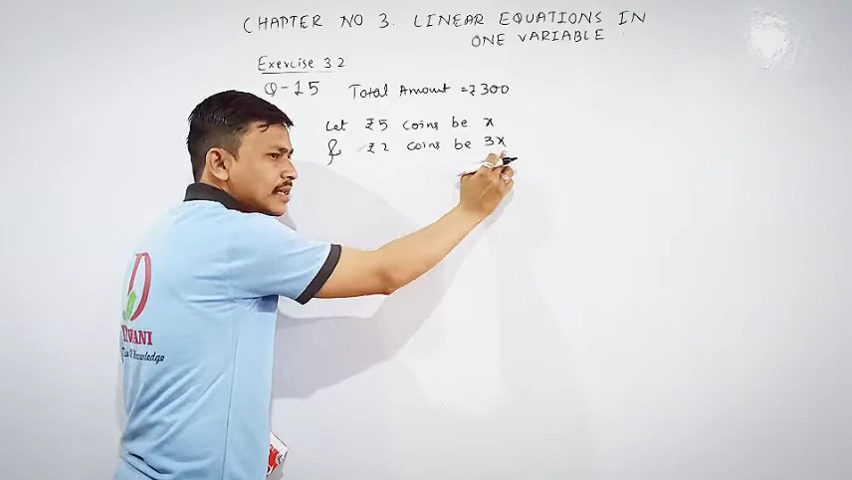 CHAPTER NO 3. LINEAR EQUATIONS IN
ONE VARIABLE
Exercise 3.2
Q-15 Total Amount = ₹300
Let ₹5 coins be x
& ₹2 coins be 3x